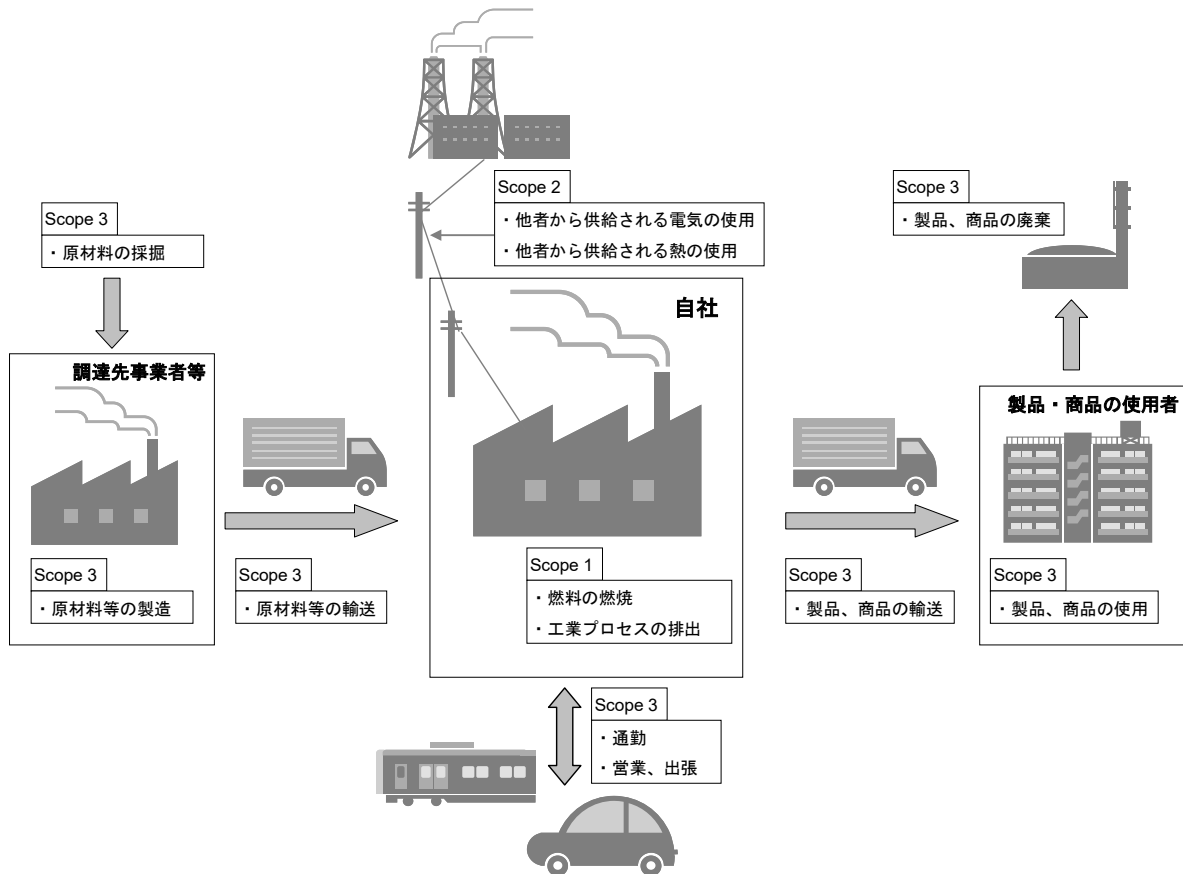 Scope 2
・他者から供給される電気の使用
・他者から供給される熱の使用
Scope 3
・原材料の採掘
Scope 3
・製品、商品の廃棄
自社
調達先事業者等
製品・商品の使用者
Scope 3
・原材料等の製造
Scope 3
・原材料等の輸送
Scope 1
・燃料の燃焼
・工業プロセスの排出
Scope 3
・製品、商品の輸送
Scope 3
・製品、商品の使用
Scope 3
・通勤
・営業、出張